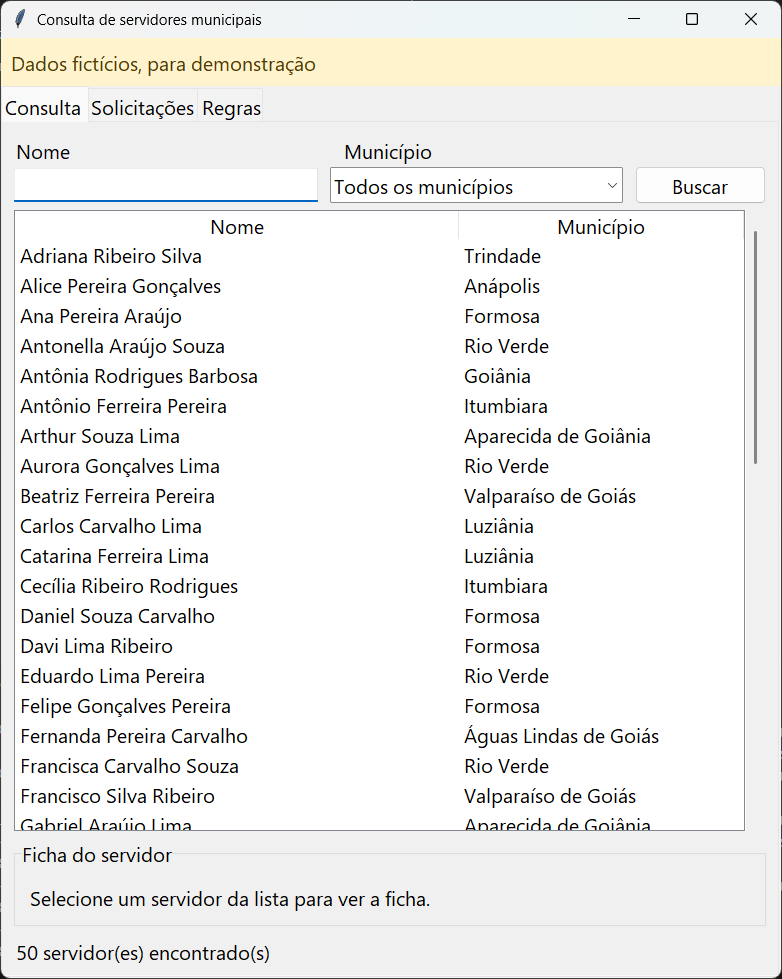 Consulta de servidores municipais
Dados fictícios, para demonstração
Consulta Solicitações Regras
Nome Município
Todos os municípios Buscar
Nome Município
Adriana Ribeiro Silva Trindade
Alice Pereira Gonçalves Anápolis
Ana Pereira Araújo Formosa
Antonella Araújo Souza Rio Verde
Antônia Rodrigues Barbosa Goiânia
Antônio Ferreira Pereira Itumbiara
Arthur Souza Lima Aparecida de Goiânia
Aurora Gonçalves Lima Rio Verde
Beatriz Ferreira Pereira Valparaíso de Goiás
Carlos Carvalho Lima Luziânia
Catarina Ferreira Lima Luziânia
Cecília Ribeiro Rodrigues Itumbiara
Daniel Souza Carvalho Formosa
Davi Lima Ribeiro Formosa
Eduardo Lima Pereira Rio Verde
Felipe Gonçalves Pereira Formosa
Fernanda Pereira Carvalho Águas Lindas de Goiás
Francisca Carvalho Souza Rio Verde
Francisco Silva Ribeiro Valparaíso de Goiás
Gabriel Araújo Lima Aparecida de Goiânia
Ficha do servidor
Selecione um servidor da lista para ver a ficha.
50 servidor(es) encontrado(s)